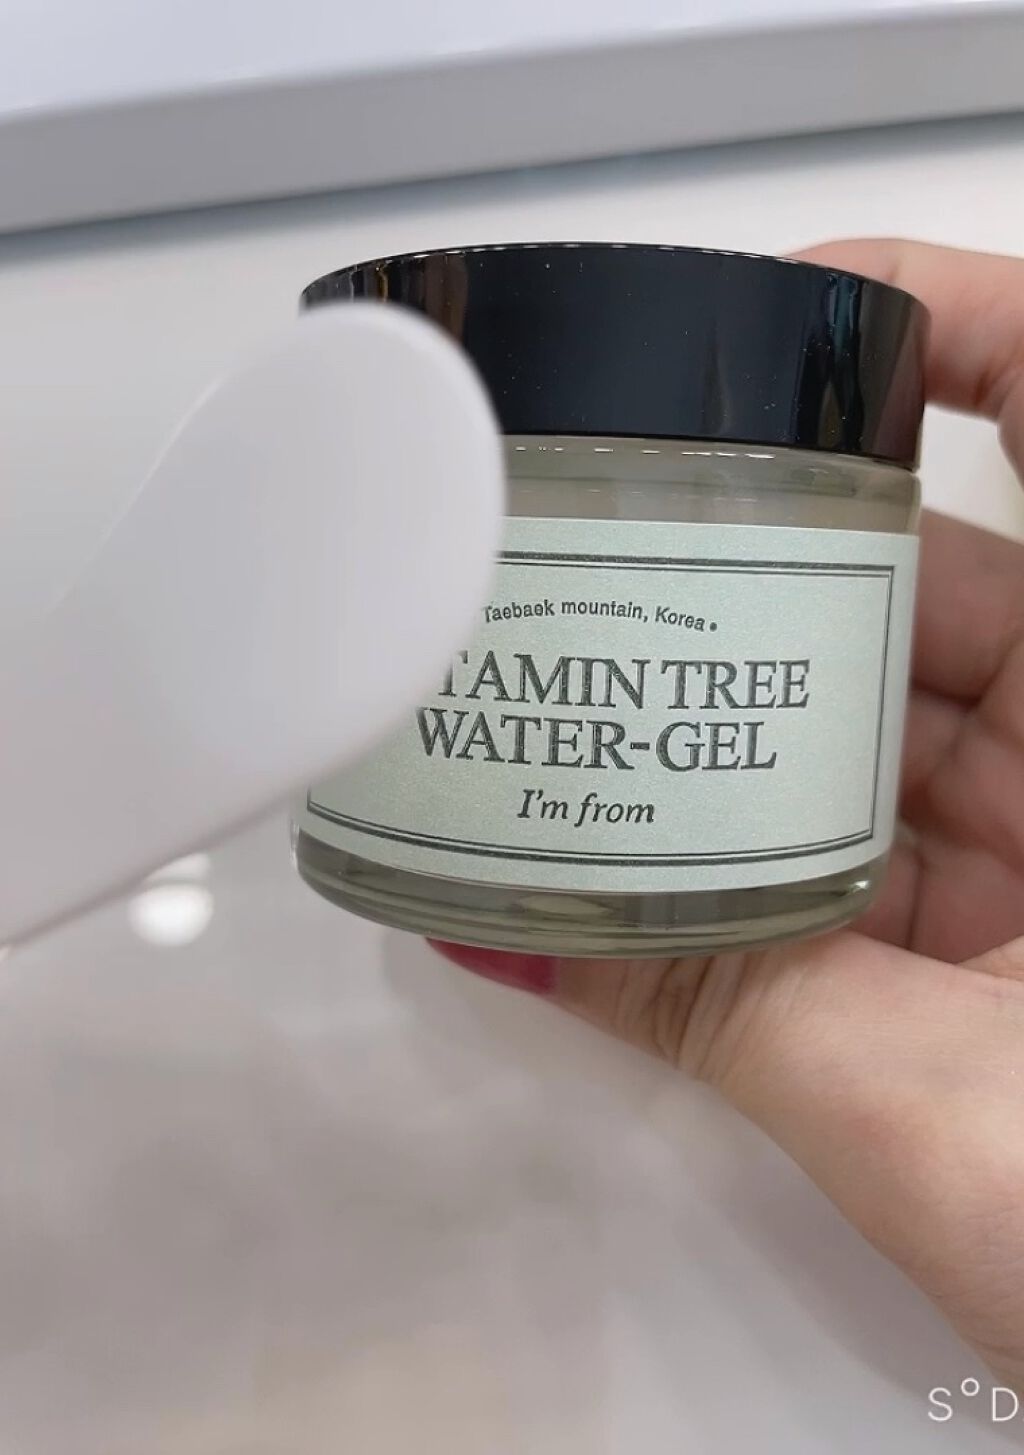 Taebaek mountain, Korea •
TAMIN TREE
WATER-GEL
I'm from
S°D